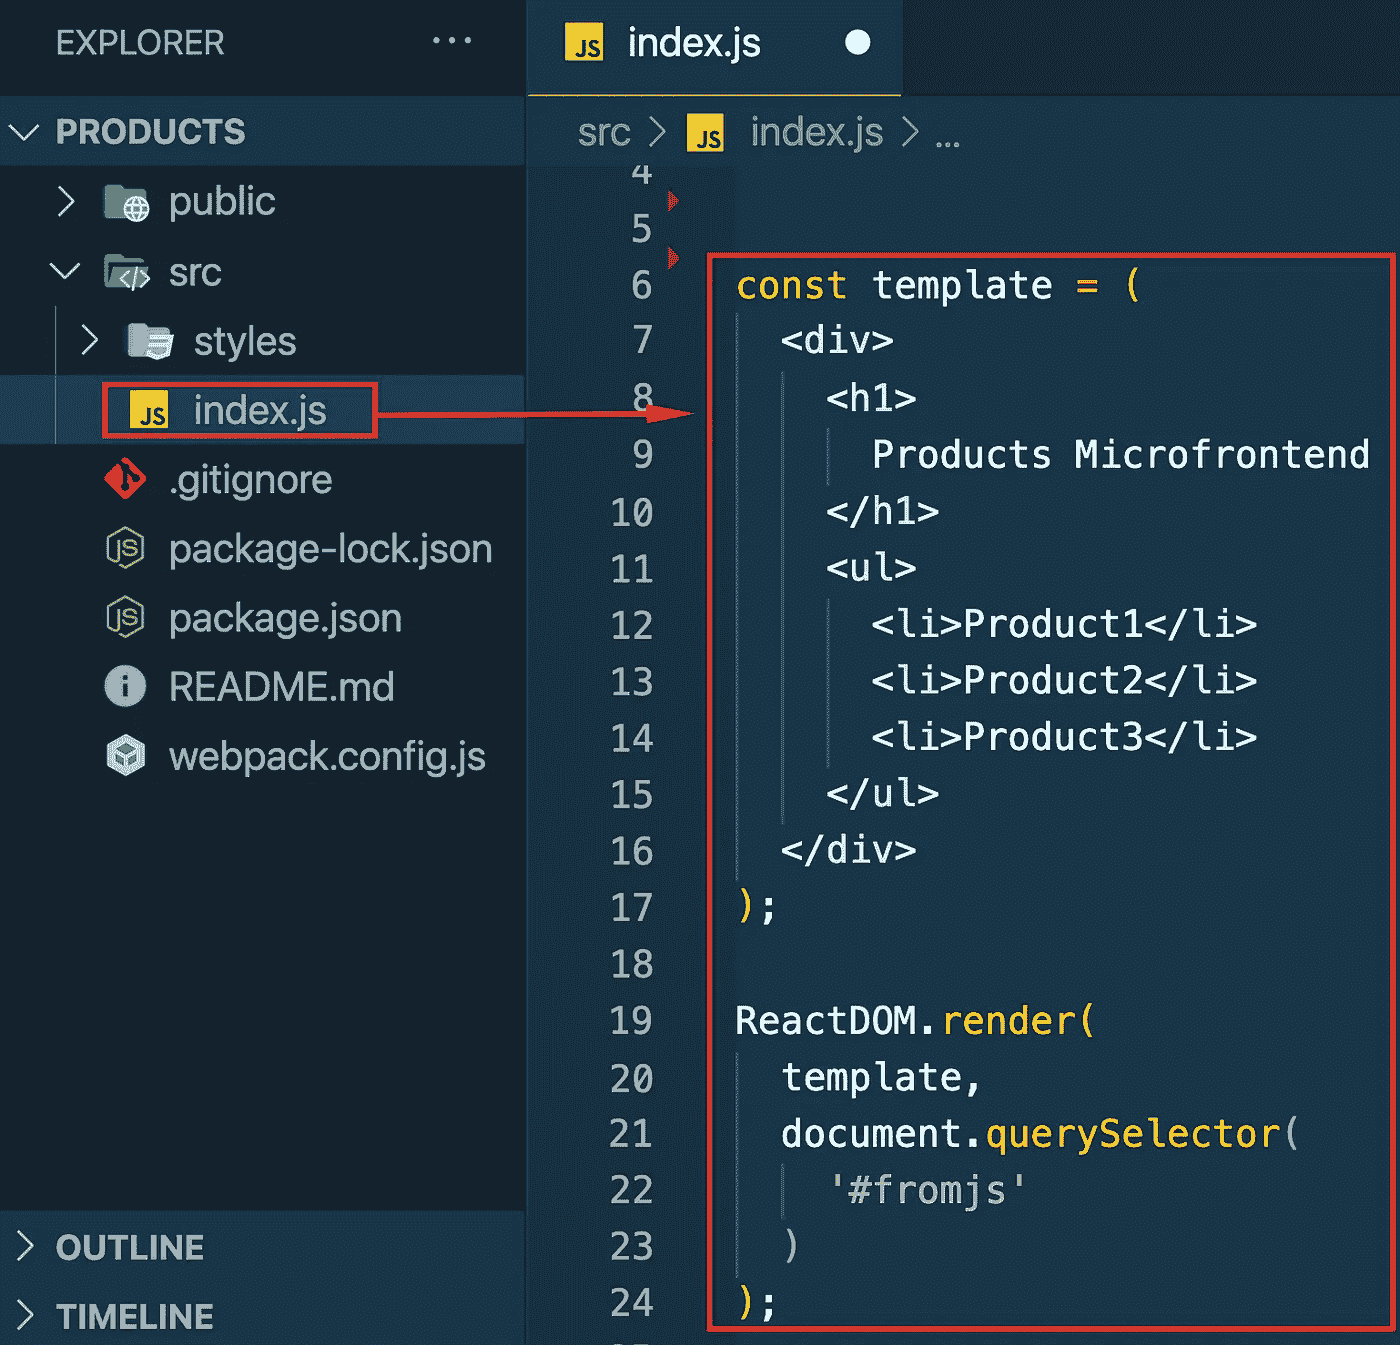 EXPLORER ...
PRODUCTS
public
src
styles
JS index.js
.gitignore
JS package-lock.json
JS package.json
README.md
webpack.config.js
OUTLINE
TIMELINE
JS index.js
src > JS index.js > ...
4
5
6 const template = (
7 <div>
8 <h1>
9 Products Microfrontend
10 </h1>
11 <ul>
12 <li>Product1</li>
13 <li>Product2</li>
14 <li>Product3</li>
15 </ul>
16 </div>
17 );
18
19 ReactDOM.render(
20 template,
21 document.querySelector(
22 '#fromjs'
23 )
24 );